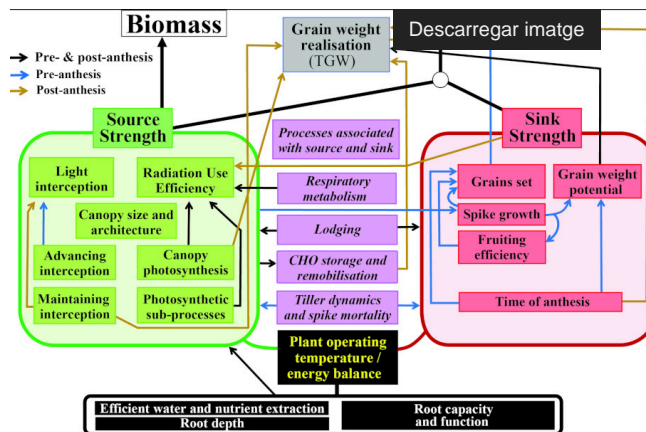 Biomass
Grain weight
realisation
(TGW)
Descarregar imatge
Pre- & post-anthesis
Pre-anthesis
Post-anthesis
Source
Strength
Sink
Strength
Processes associated
with source and sink
Light
interception
Radiation Use
Efficiency
Respiratory
metabolism
Grains set
Grain weight
potential
Canopy size and
architecture
Lodging
Spike growth
Advancing
interception
Canopy
photosynthesis
CHO storage and
remobilisation
Fruiting
efficiency
Maintaining
interception
Photosynthetic
sub-processes
Tiller dynamics
and spike mortality
Time of anthesis
Plant operating
temperature /
energy balance
Efficient water and nutrient extraction
Root depth
Root capacity
and function